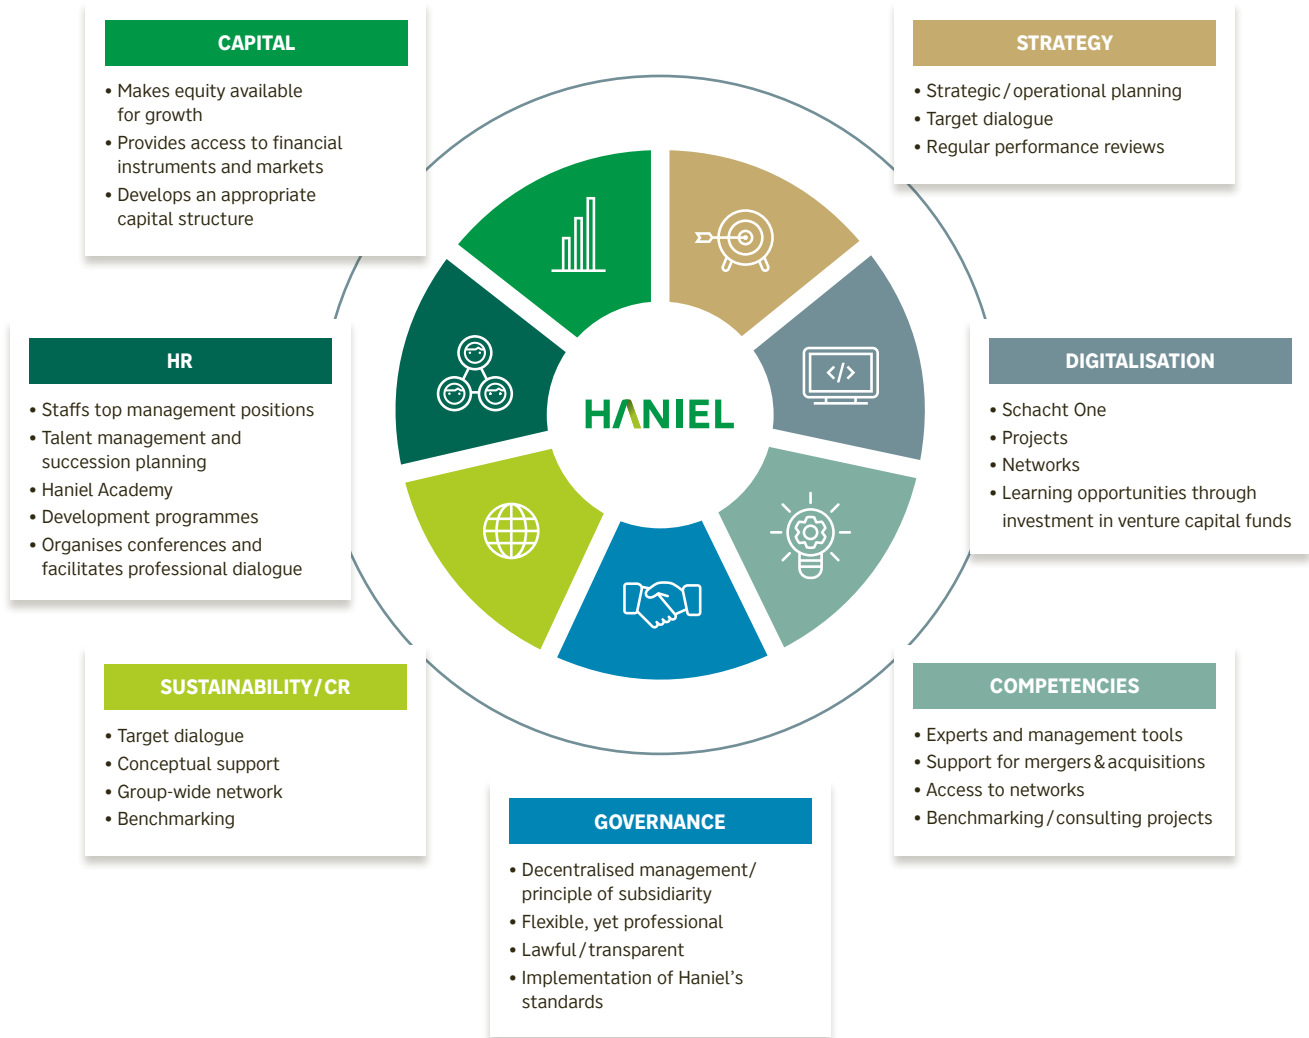 CAPITAL
• Makes equity available
for growth
• Provides access to financial
instruments and markets
• Develops an appropriate
capital structure
STRATEGY
• Strategic/operational planning
• Target dialogue
• Regular performance reviews
HR
• Staffs top management positions
• Talent management and
succession planning
• Haniel Academy
• Development programmes
• Organises conferences and
facilitates professional dialogue
</>
HANIEL
DIGITALISATION
• Schacht One
• Projects
• Networks
• Learning opportunities through
investment in venture capital funds
SUSTAINABILITY/CR
• Target dialogue
• Conceptual support
• Group-wide network
• Benchmarking
COMPETENCIES
• Experts and management tools
• Support for mergers & acquisitions
• Access to networks
• Benchmarking/consulting projects
GOVERNANCE
• Decentralised management/
principle of subsidiarity
• Flexible, yet professional
• Lawful/transparent
• Implementation of Haniel’s
standards